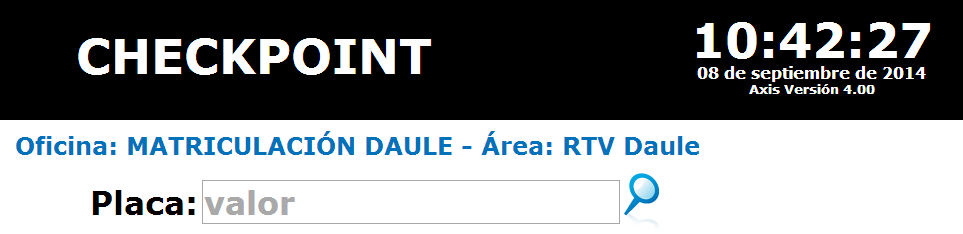 CHECKPOINT
10:42:27
08 de septiembre de 2014
Axis Versión 4.00
Oficina: MATRICULACIÓN DAULE - Área: RTV Daule
Placa: valor